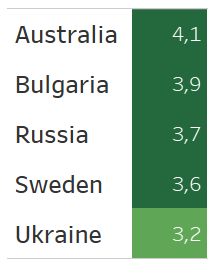 Australia 4,1
Bulgaria 3,9
Russia 3,7
Sweden 3,6
Ukraine 3,2